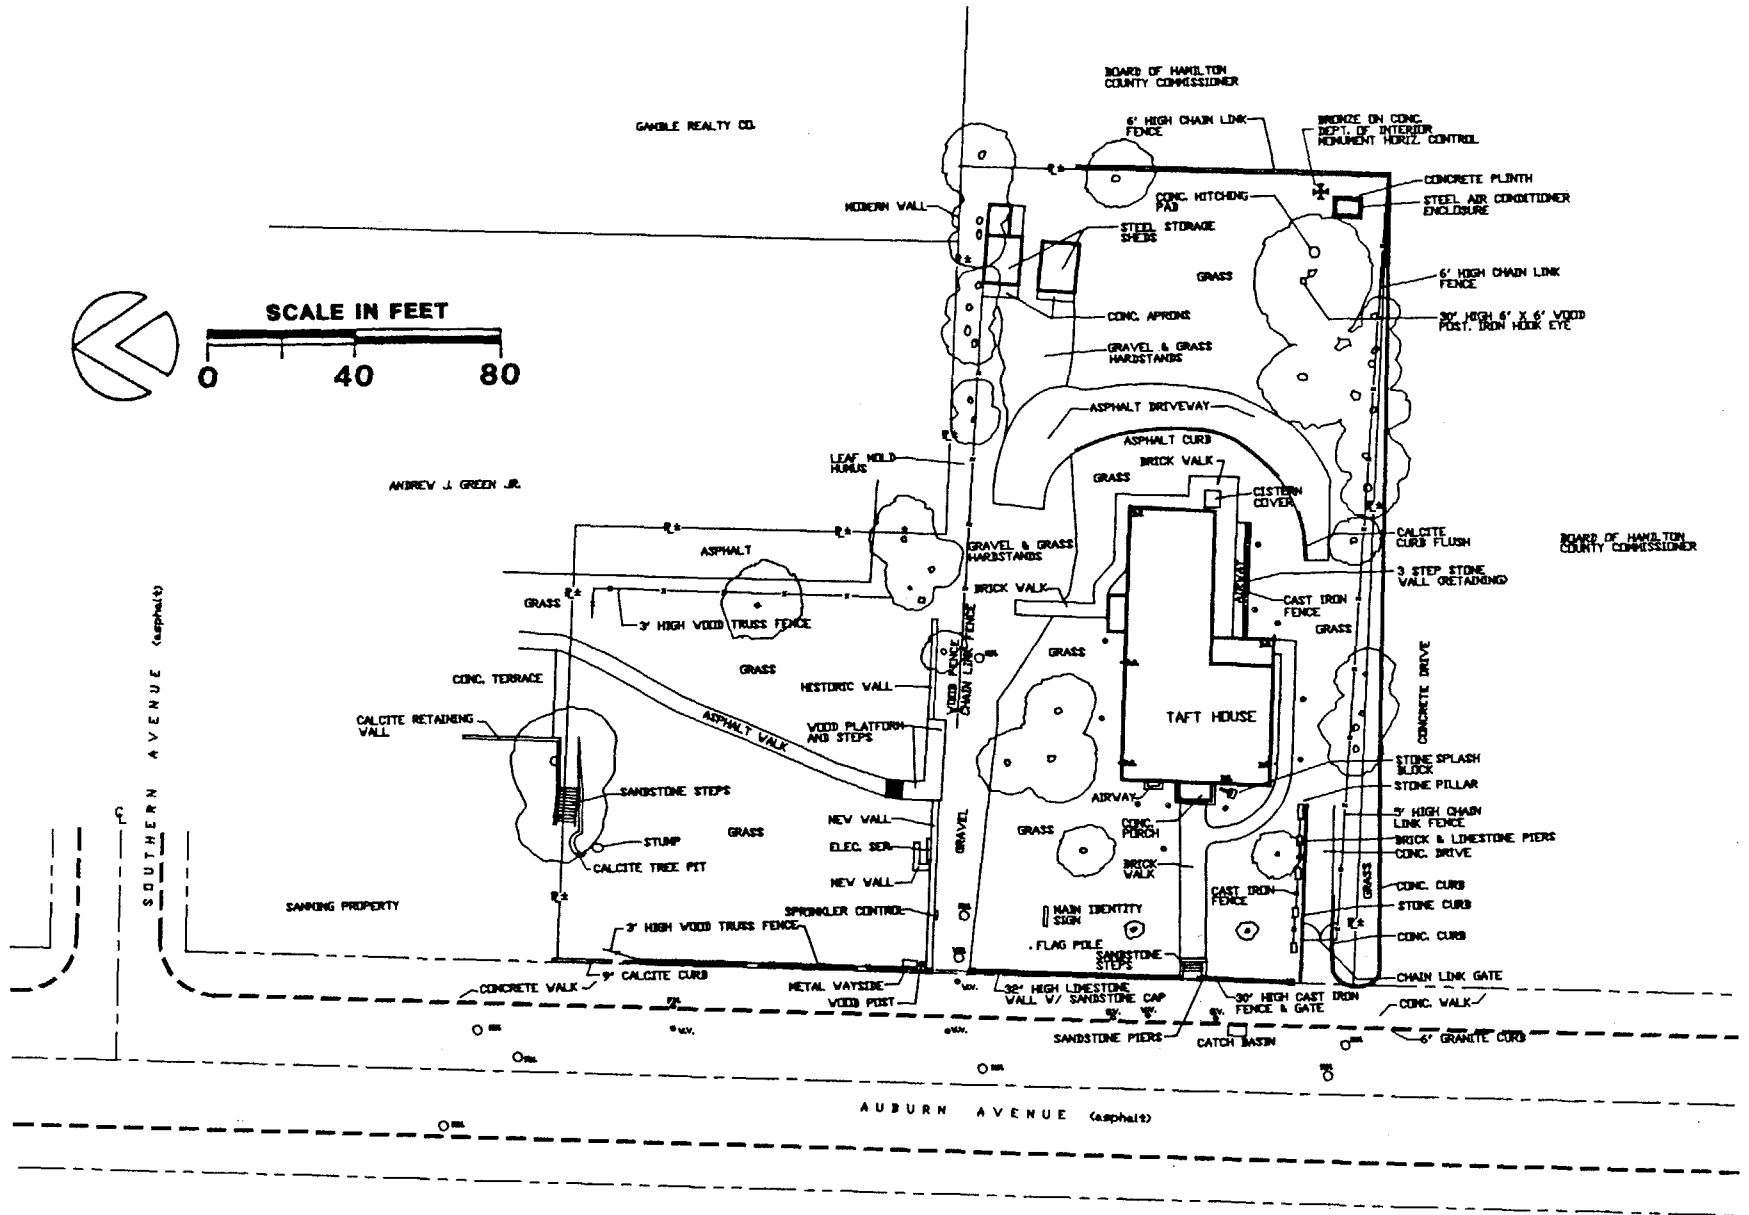 BOARD OF HAMILTON
COUNTY COMMISSIONER
GAMBLE REALTY CO.
6' HIGH CHAIN LINK
FENCE
BRONZE ON CONC.
DEPT. OF INTERIOR
MONUMENT HORIZ. CONTROL
CONCRETE PLINTH
STEEL AIR CONDITIONER
ENCLOSURE
MODERN WALL
CONC. HITCHING
PAD
STEEL STORAGE
SHEDS
GRASS
6' HIGH CHAIN LINK
FENCE
SCALE IN FEET
0 40 80
CONC. APRONS
30' HIGH 6' X 6' WOOD
POST. IRON HOOK EYE
GRAVEL & GRASS
HARDSTANDS
ASPHALT DRIVEWAY
ASPHALT CURB
LEAF MOLD
HUMUS
BRICK WALK
GRASS
CISTERN
COVER
ANDREW J. GREEN JR.
ASPHALT
GRAVEL & GRASS
HARDSTANDS
CALCITE
CURB FLUSH
BOARD OF HAMILTON
COUNTY COMMISSIONER
AIRWAY
3 STEP STONE
WALL (RETAINING)
BRICK WALK
CAST IRON
FENCE
GRASS
3' HIGH WOOD TRUSS FENCE
GRASS
SOUTHERN AVENUE (asphalt)
WOOD FENCE
CHAIN LINK FENCE
GRASS
GRASS
CONC. TERRACE
HISTORIC WALL
CONCRETE DRIVE
CALCITE RETAINING
WALL
ASPHALT WALK
WOOD PLATFORM
AND STEPS
TAFT HOUSE
STONE SPLASH
BLOCK
STONE PILLAR
SANDSTONE STEPS
AIRWAY
NEW WALL
GRAVEL
GRASS
CONC.
PORCH
5' HIGH CHAIN
LINK FENCE
STUMP
GRASS
ELEC. SER.
BRICK & LIMESTONE PIERS
CONC. DRIVE
CALCITE TREE PIT
NEW WALL
BRICK
WALK
CAST IRON
FENCE
GRASS
CONC. CURB
SANNING PROPERTY
SPRINKLER CONTROL
MAIN IDENTITY
SIGN
STONE CURB
3' HIGH WOOD TRUSS FENCE
FLAG POLE
SANDSTONE
STEPS
CONC. CURB
9' CALCITE CURB
CONCRETE WALK
METAL WAYSIDE
WOOD POST
32' HIGH LIMESTONE
WALL W/ SANDSTONE CAP
30' HIGH CAST IRON
FENCE & GATE
CHAIN LINK GATE
CONC. WALK
SANDSTONE PIERS
CATCH BASIN
6' GRANITE CURB
AUBURN AVENUE (asphalt)